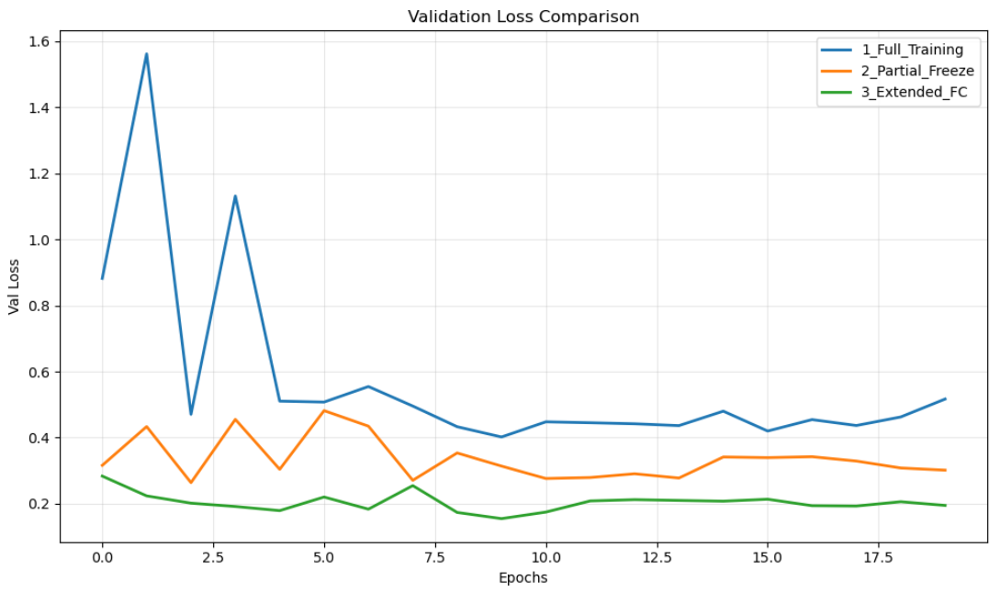 Validation Loss Comparison
1_Full_Training
2_Partial_Freeze
3_Extended_FC
1.6
1.4
1.2
1.0
0.8
0.6
0.4
0.2
Val Loss
0.0 2.5 5.0 7.5 10.0 12.5 15.0 17.5
Epochs